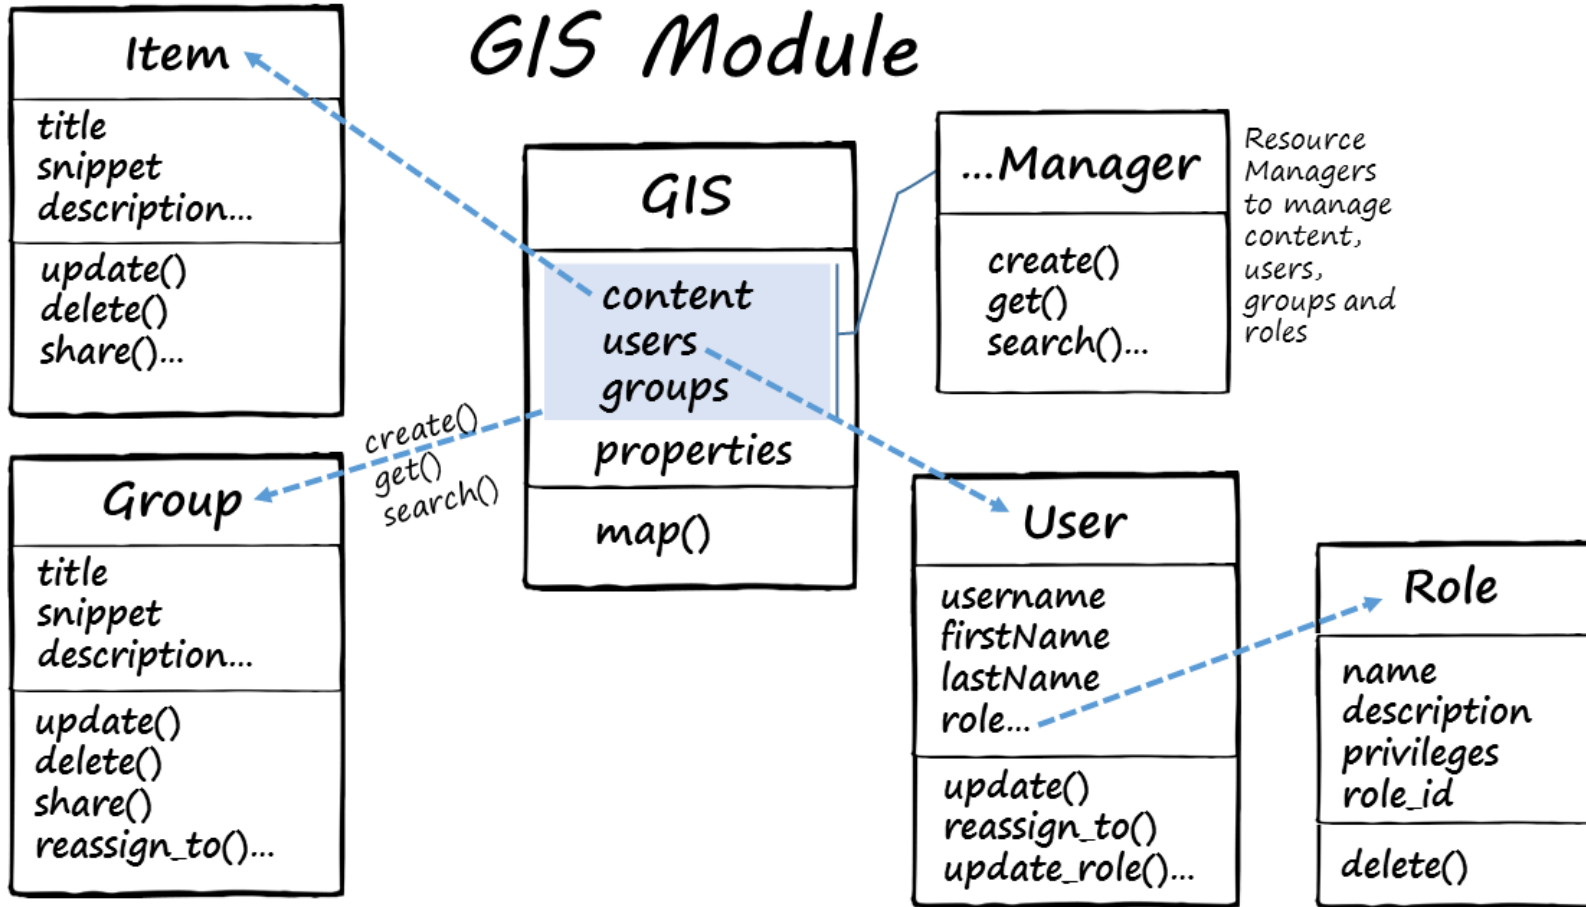 GIS Module
Item
title
snippet
description...
update()
delete()
share()...
Group
title
snippet
description...
update()
delete()
share()
reassign_to()...
create()
get()
search()
GIS
content
users
groups
properties
map()
...Manager
create()
get()
search()...
Resource
Managers
to manage
content,
users,
groups and
roles
User
username
firstName
lastName
role...
update()
reassign_to()
update_role()...
Role
name
description
privileges
role_id
delete()